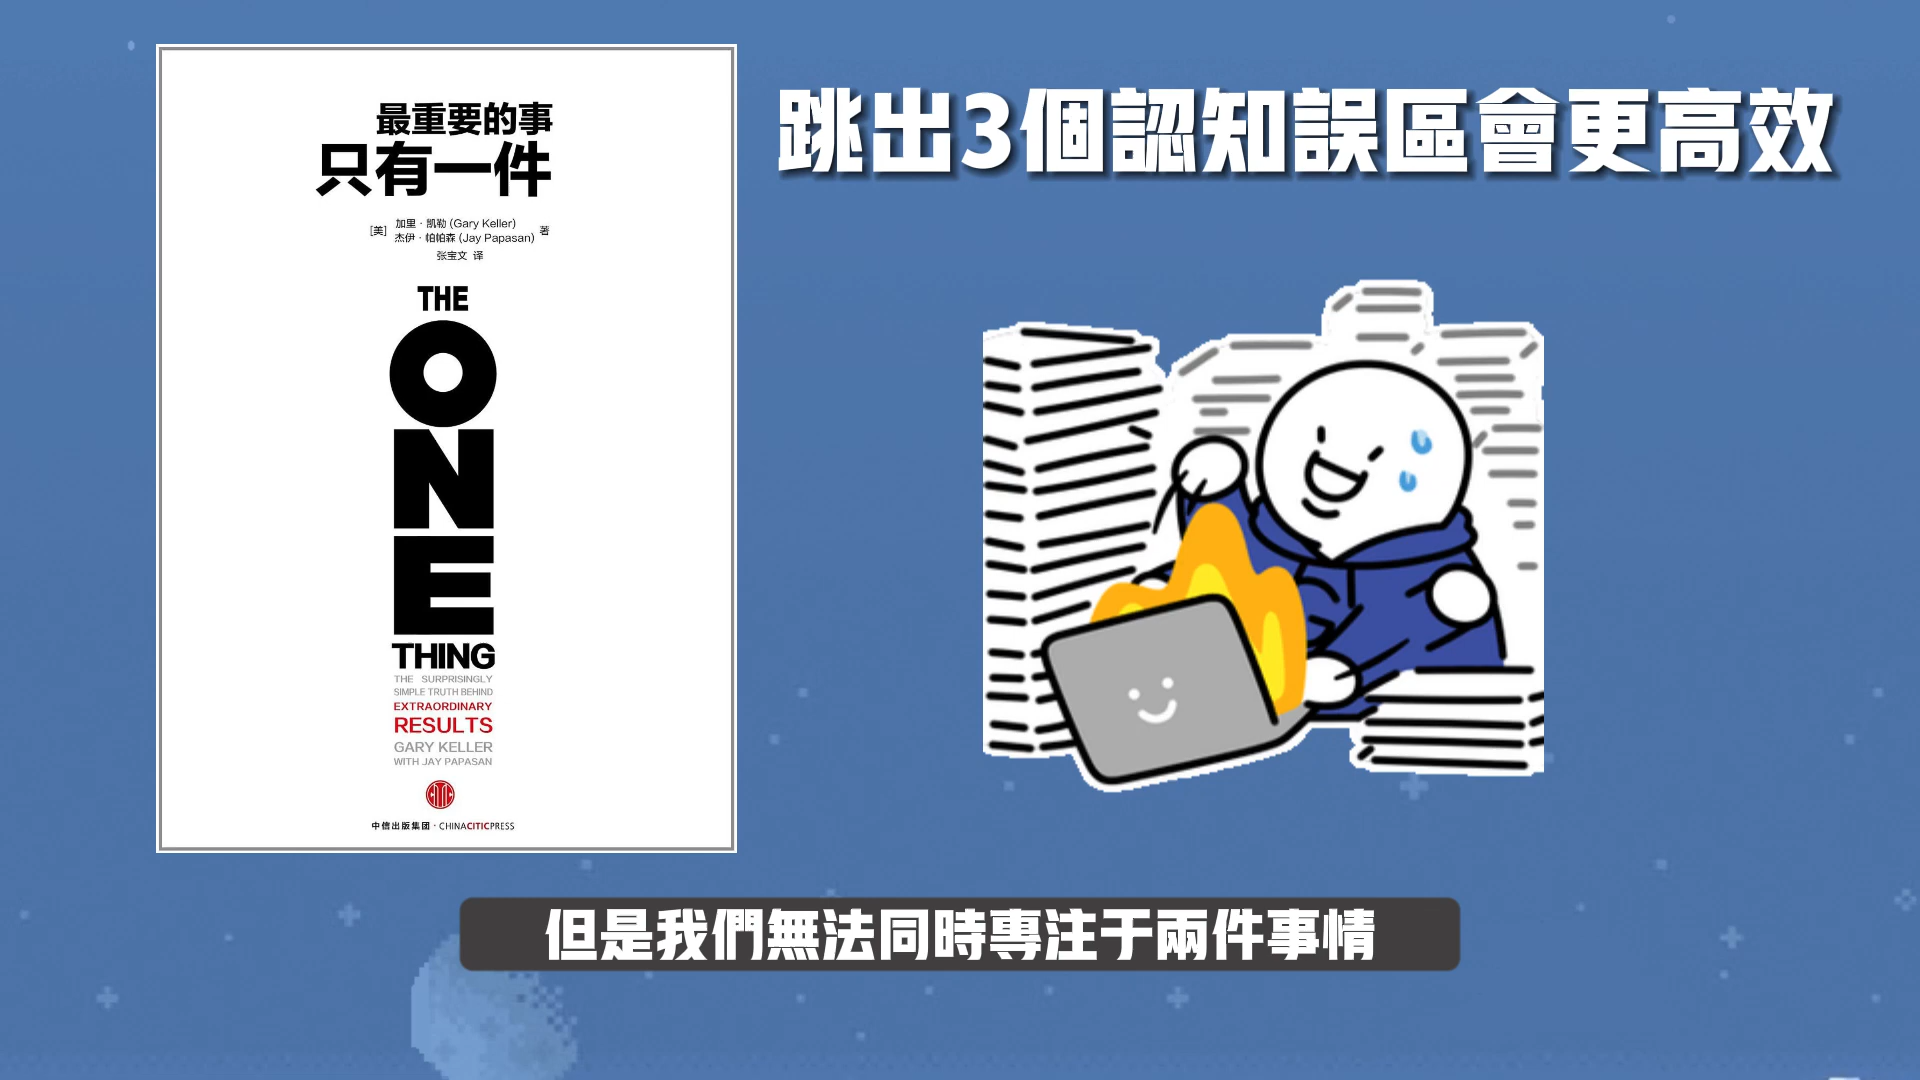 最重要的事
只有一件
[美] 加里·凯勒 (Gary Keller)
杰伊·帕帕森 (Jay Papasan) 著
张宝文 译
THE
ONE
THING
THE SURPRISINGLY
SIMPLE TRUTH BEHIND
EXTRAORDINARY
RESULTS
GARY KELLER
WITH JAY PAPASAN
中信出版集团·CHINACITICPRESS
跳出3個認知誤區會更高效
但是我們無法同時專注于兩件事情